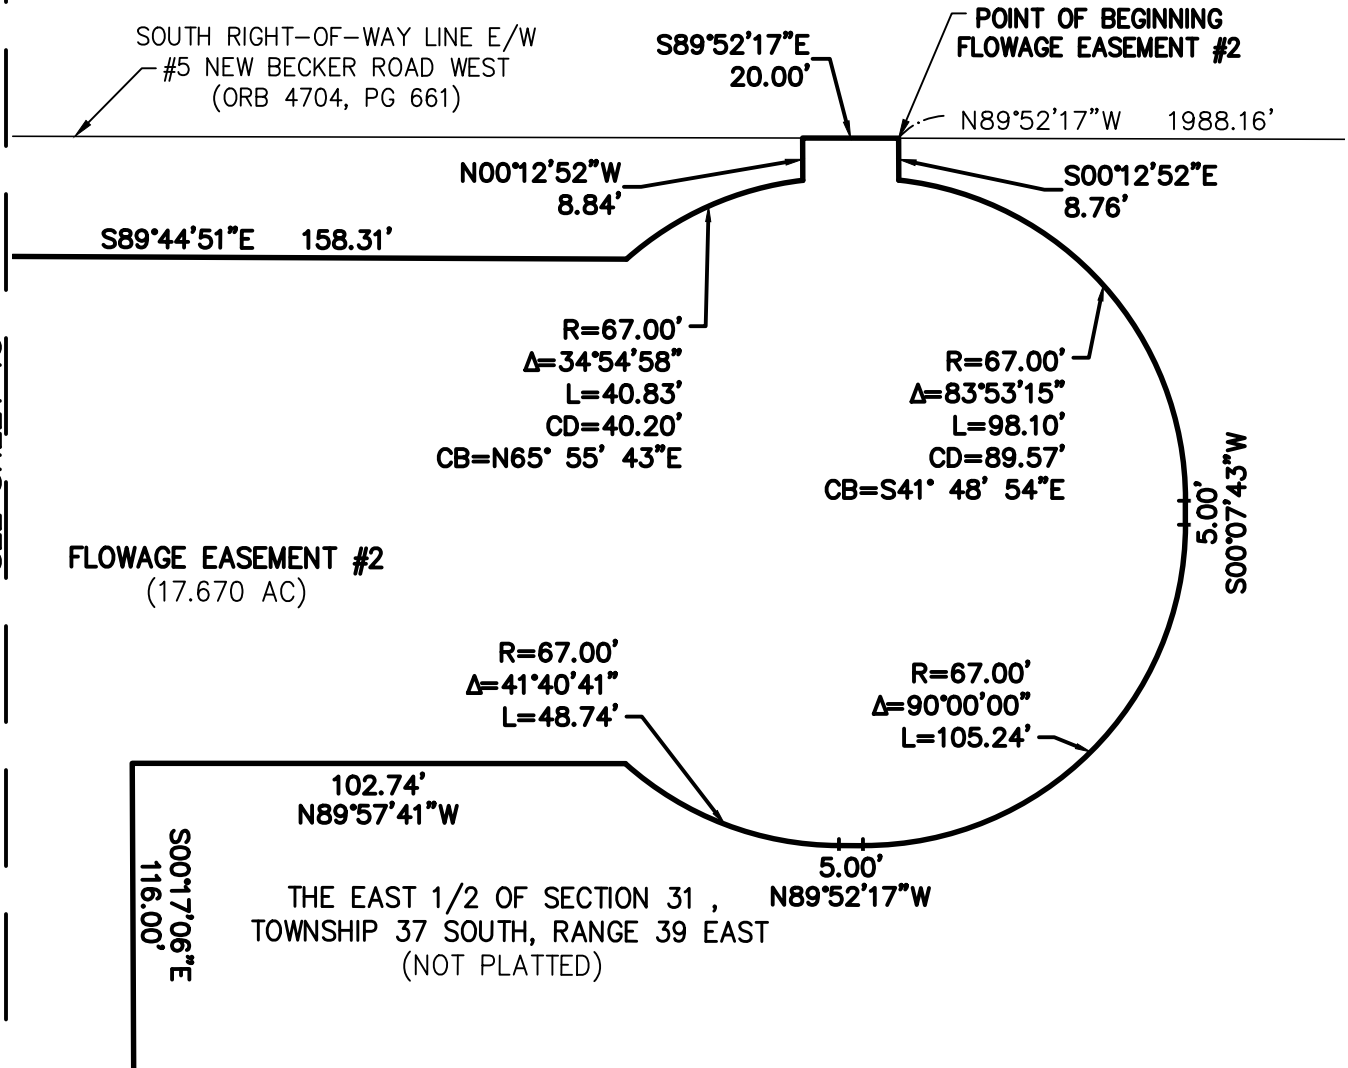 SOUTH RIGHT-OF-WAY LINE E/W
#5 NEW BECKER ROAD WEST
(ORB 4704, PG 661)
S89°52'17"E
20.00'
POINT OF BEGINNING
FLOWAGE EASEMENT #2
N89°52'17"W 1988.16'
N00°12'52"W
8.84'
S00°12'52"E
8.76'
S89°44'51"E 158.31'
R=67.00'
Δ=34°54'58"
L=40.83'
CD=40.20'
CB=N65° 55' 43"E
R=67.00'
Δ=83°53'15"
L=98.10'
CD=89.57'
CB=S41° 48' 54"E
5.00'
S00°07'43"W
FLOWAGE EASEMENT #2
(17.670 AC)
R=67.00'
Δ=41°40'41"
L=48.74'
R=67.00'
Δ=90°00'00"
L=105.24'
102.74'
N89°57'41"W
S00°17'06"E
116.00'
5.00'
N89°52'17"W
THE EAST 1/2 OF SECTION 31 ,
TOWNSHIP 37 SOUTH, RANGE 39 EAST
(NOT PLATTED)